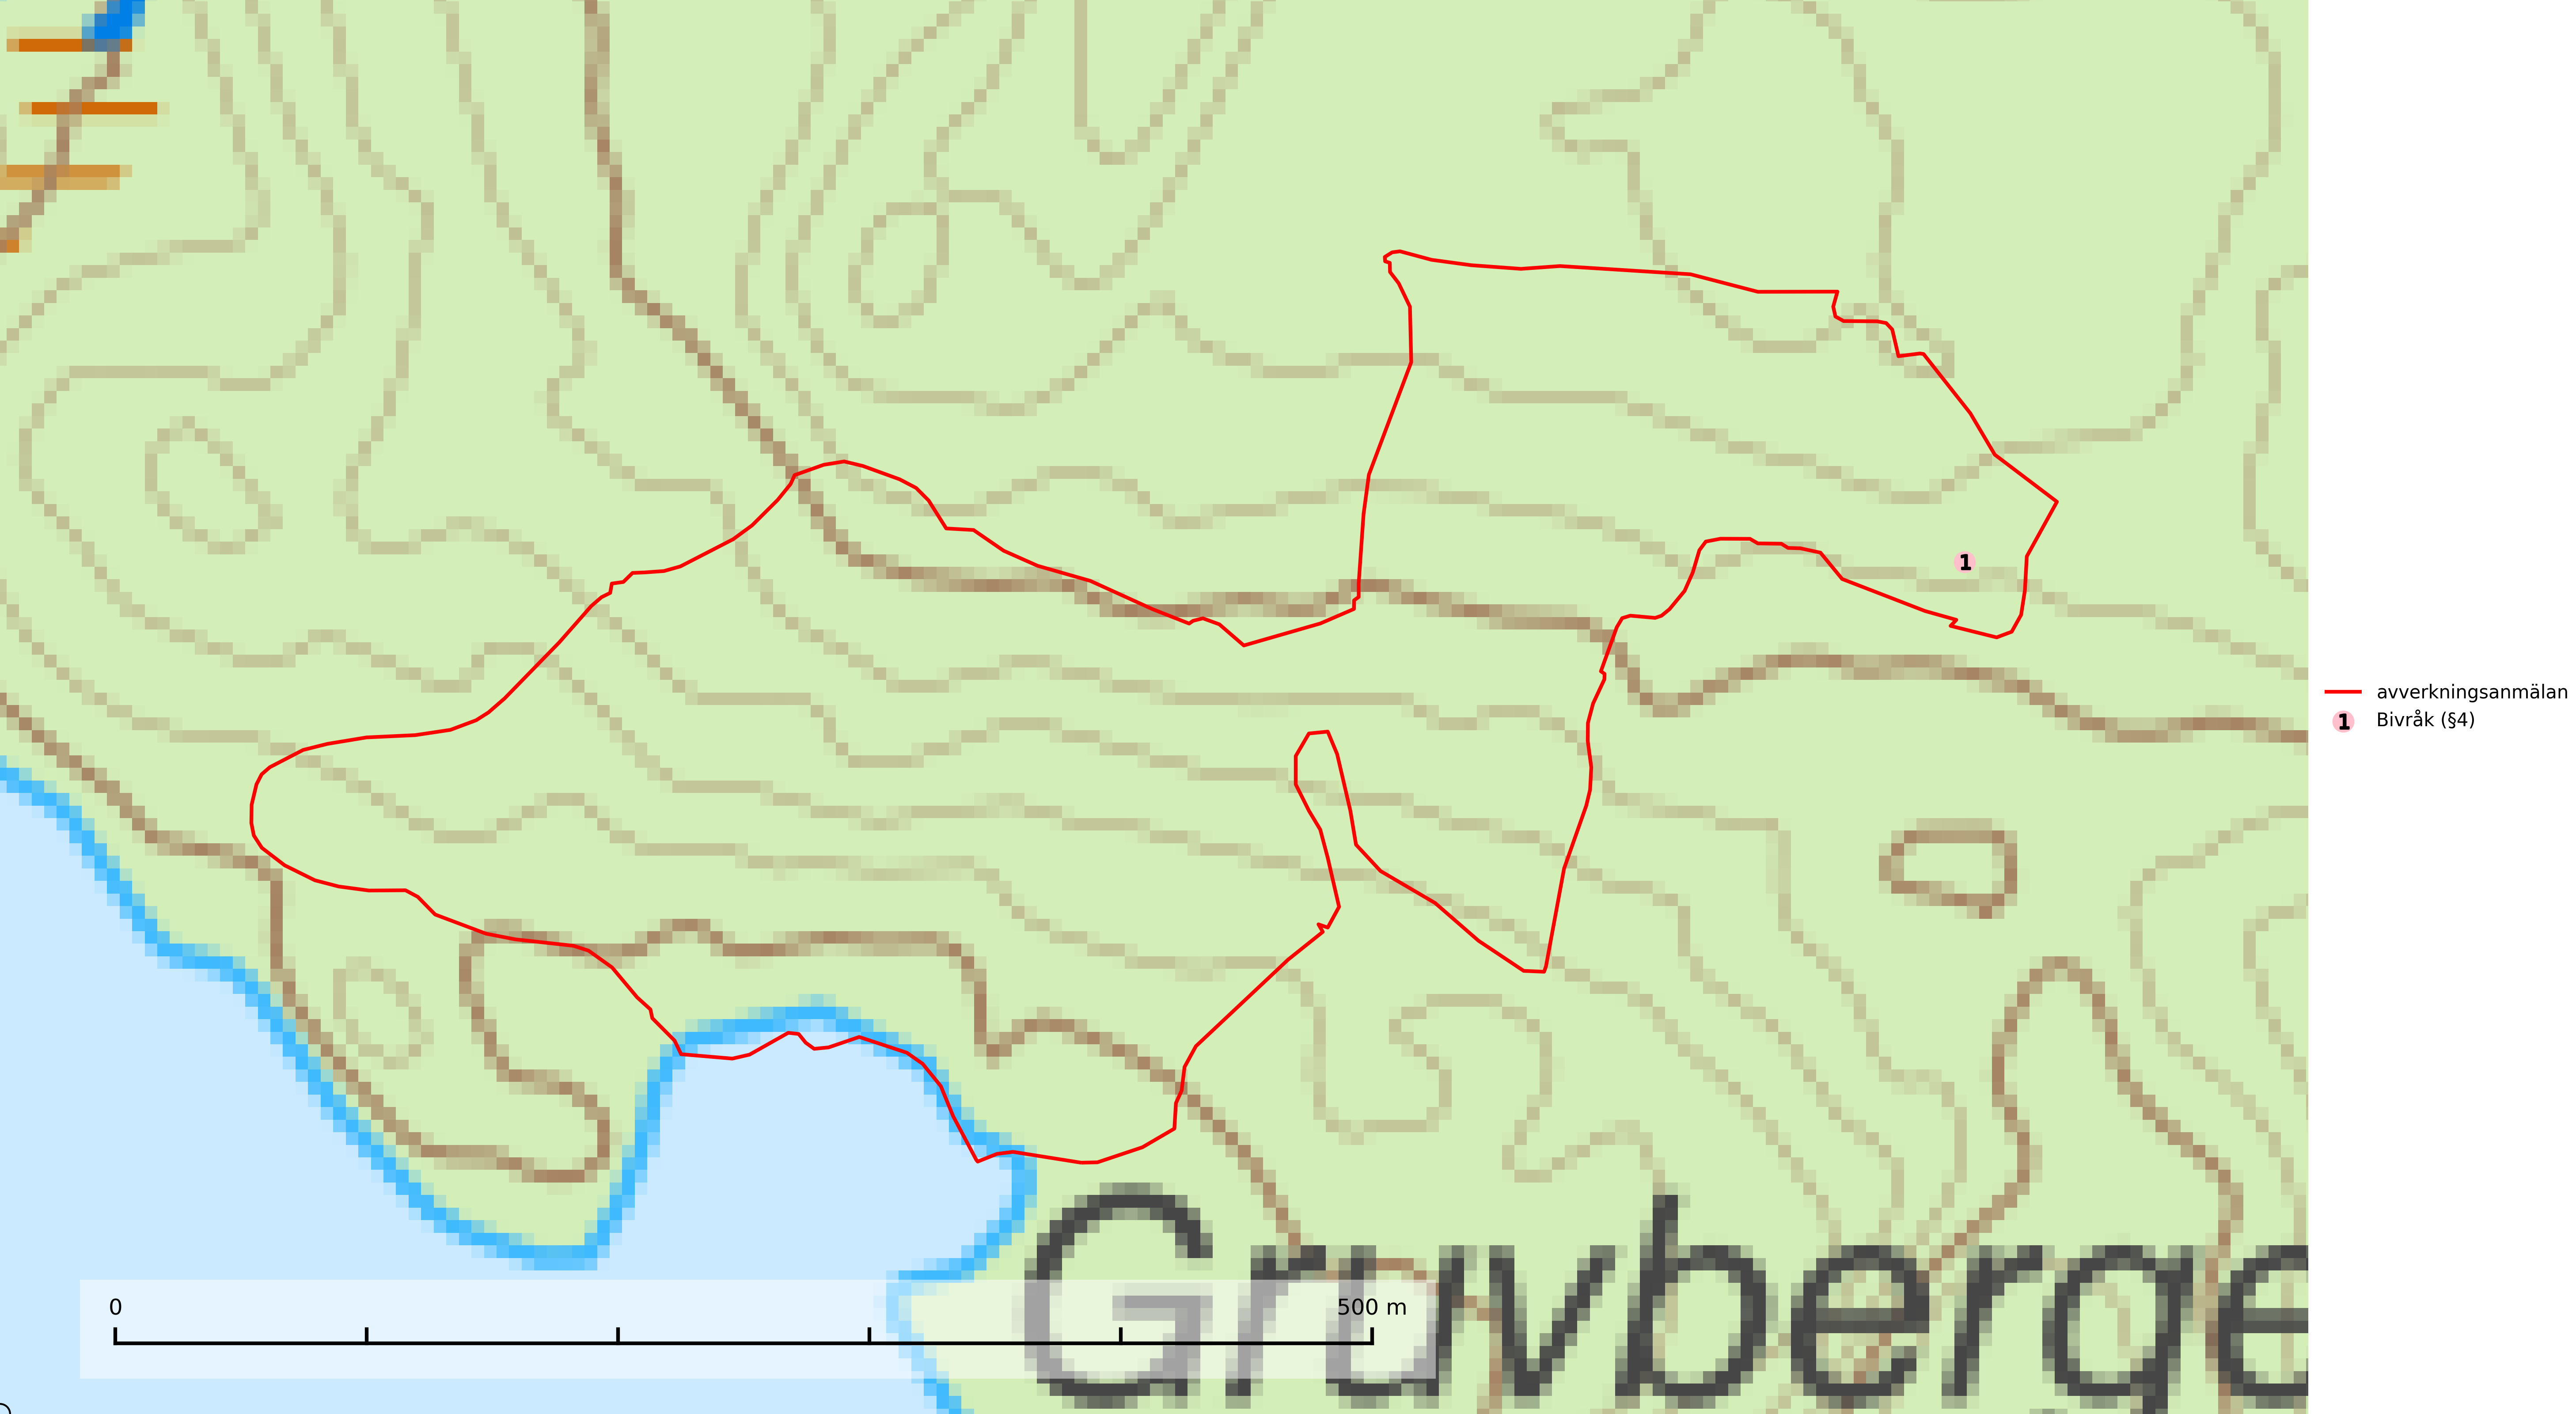 1
avverkningsanmälan
1 Bivråk (§4)
Gruvberge
0 500 m